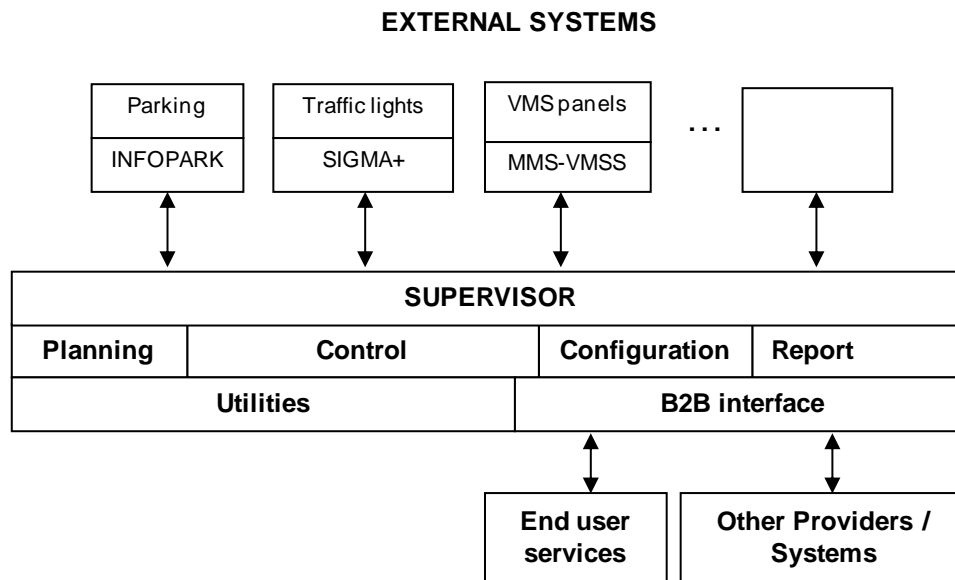 EXTERNAL SYSTEMS
Parking
Traffic lights
VMS panels
...
INFOPARK
SIGMA+
MMS-VMSS
SUPERVISOR
Planning
Control
Configuration
Report
Utilities
B2B interface
End user
services
Other Providers /
Systems